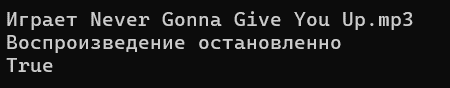 Играет Never Gonna Give You Up.mp3
Воспроизведение остановленно
True